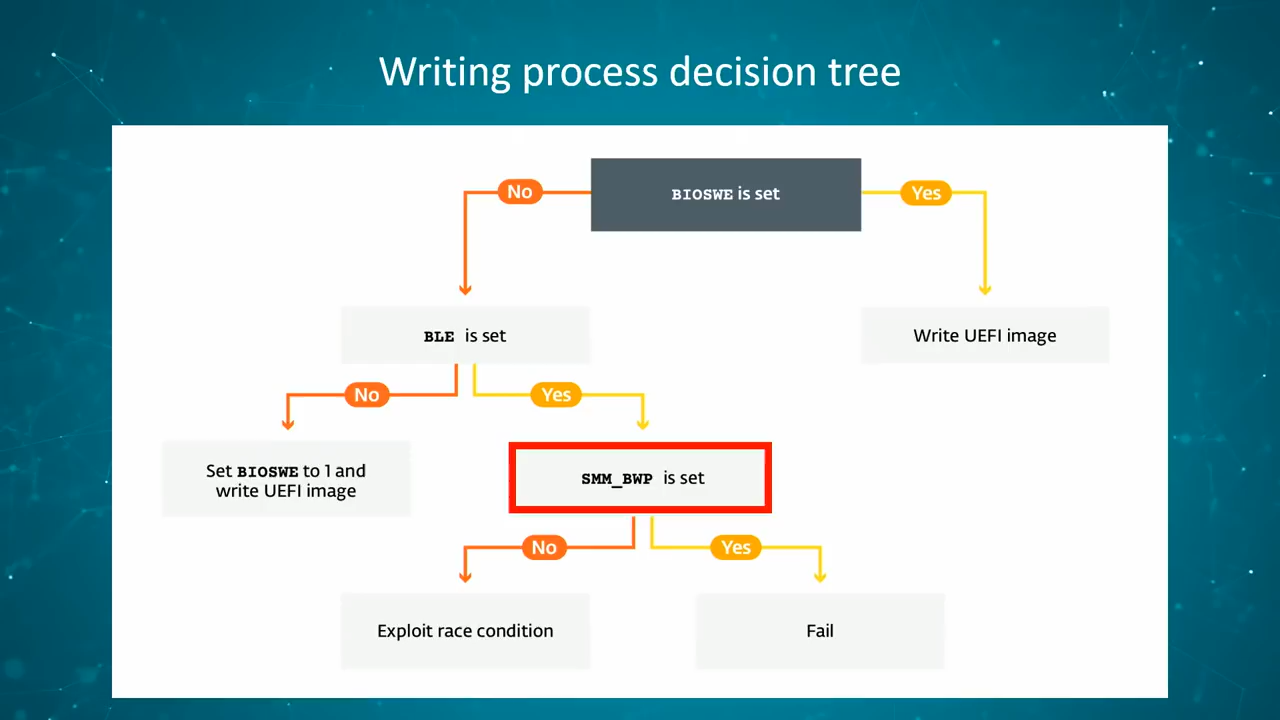 Writing process decision tree
No
BIOSWE is set
Yes
BLE is set
Write UEFI image
No
Yes
Set BIOSWE to 1 and
write UEFI image
SMM_BWP is set
No
Yes
Exploit race condition
Fail